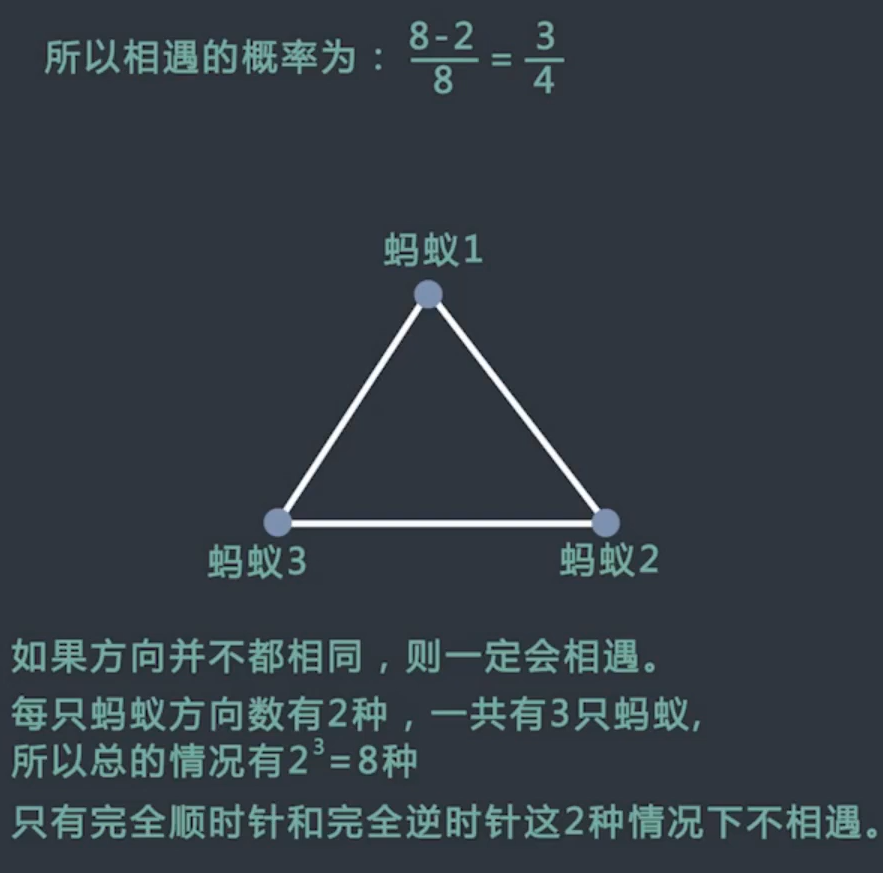 所以相遇的概率为：8-2/8=3/4
蚂蚁1
蚂蚁3
蚂蚁2
如果方向并不都相同，则一定会相遇。
每只蚂蚁方向数有2种，一共有3只蚂蚁,
所以总的情况有2³=8种
只有完全顺时针和完全逆时针这2种情况下不相遇。